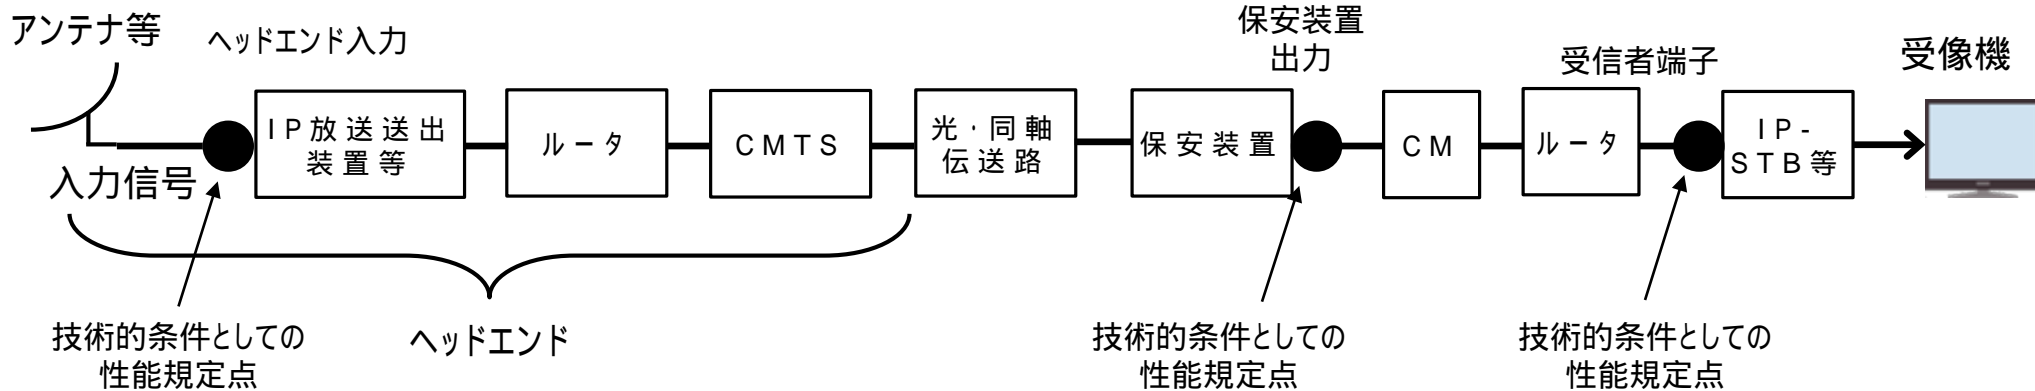 アンテナ等
ヘッドエンド入力
保安装置
出力
受信者端子
受像機
IP放送送出
装置等
ルータ
CMTS
光・同軸
伝送路
保安装置
CM
ルータ
IP-
STB等
入力信号
技術的条件としての
性能規定点
ヘッドエンド
技術的条件としての
性能規定点
技術的条件としての
性能規定点